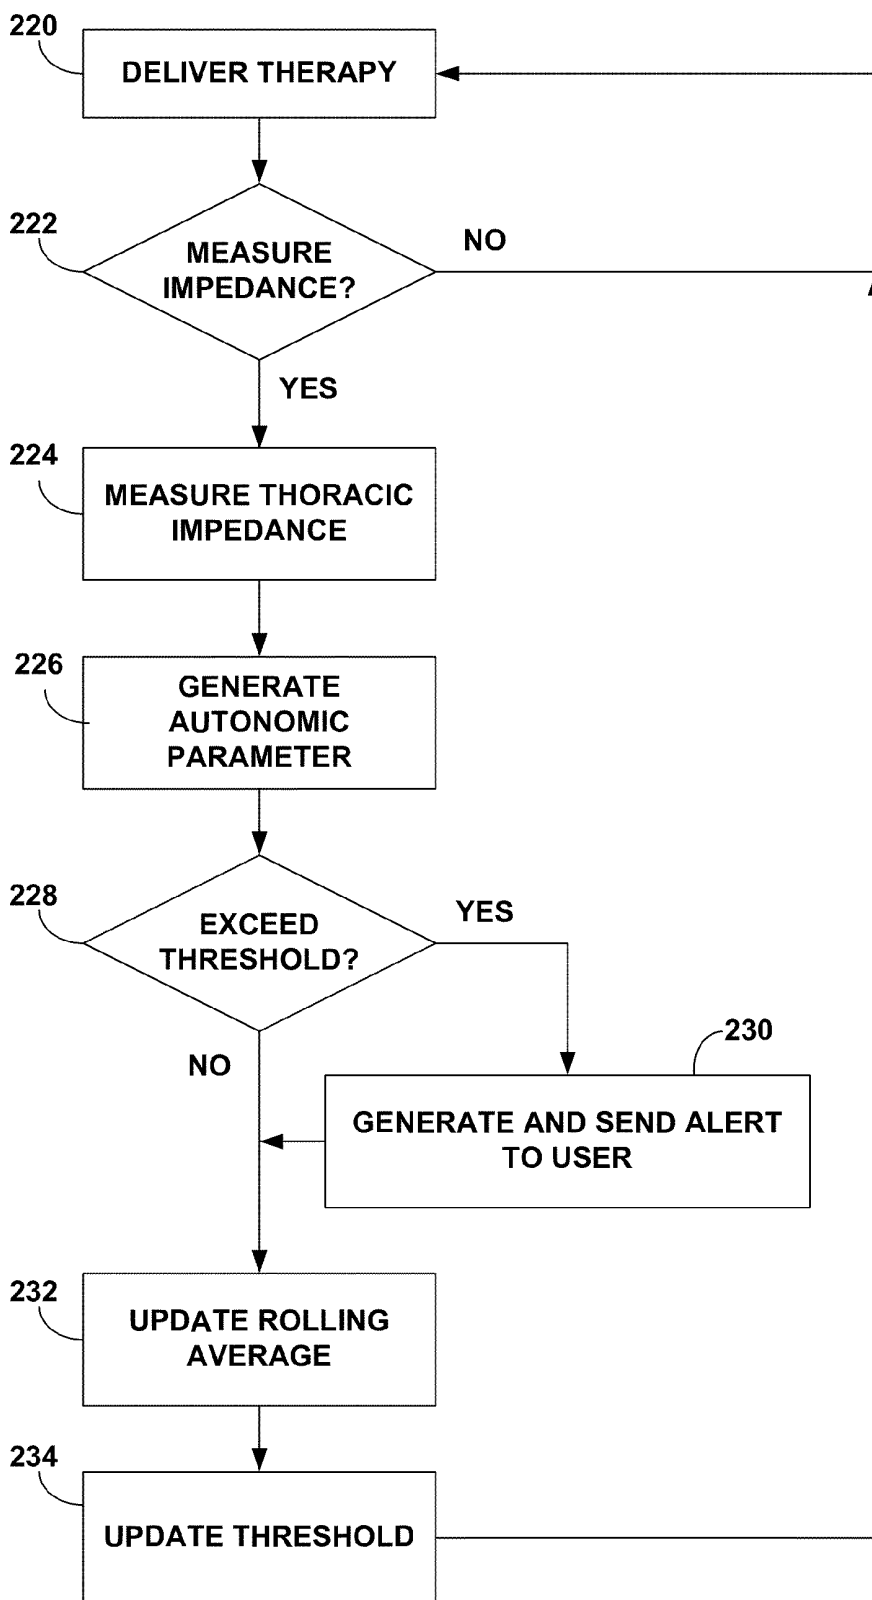 220
DELIVER THERAPY
222
MEASURE
IMPEDANCE?
NO
YES
224
MEASURE THORACIC
IMPEDANCE
226
GENERATE
AUTONOMIC
PARAMETER
228
EXCEED
THRESHOLD?
YES
NO
230
GENERATE AND SEND ALERT
TO USER
232
UPDATE ROLLING
AVERAGE
234
UPDATE THRESHOLD